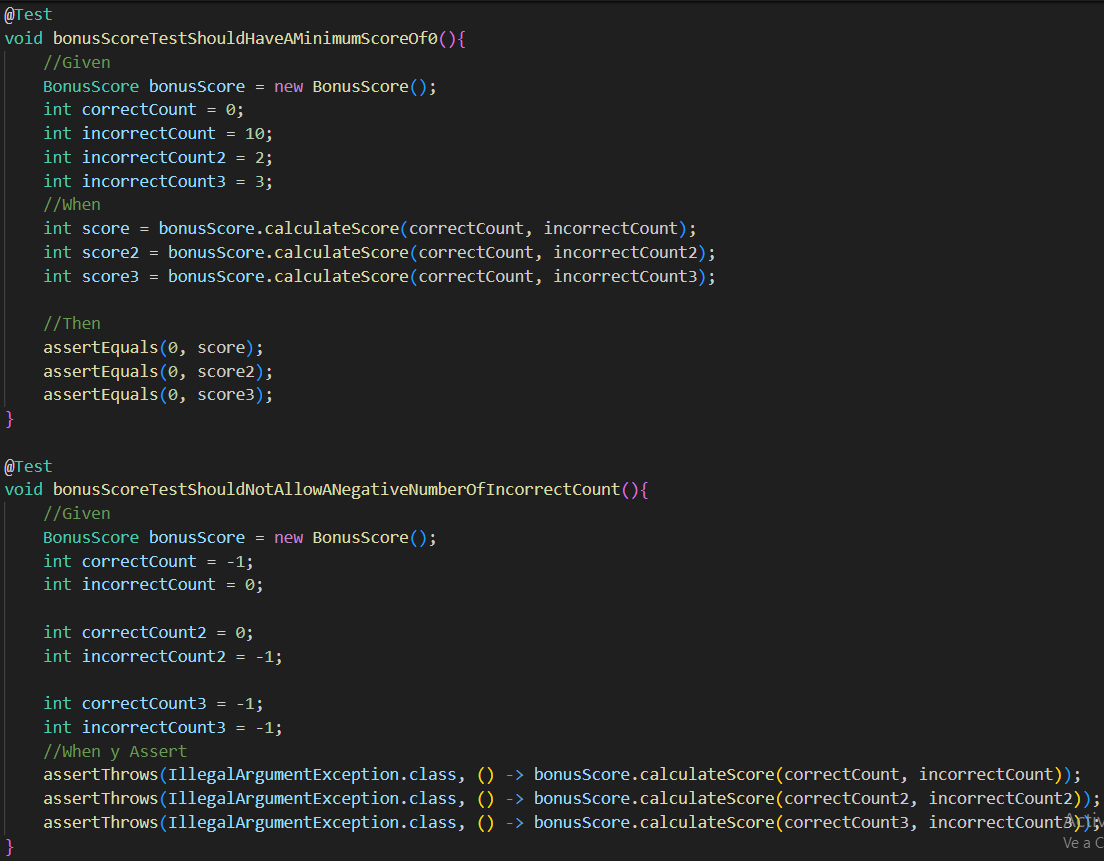 @Test
void bonusScoreTestShouldHaveAMinimumScoreOf0(){
    //Given
    BonusScore bonusScore = new BonusScore();
    int correctCount = 0;
    int incorrectCount = 10;
    int incorrectCount2 = 2;
    int incorrectCount3 = 3;
    //When
    int score = bonusScore.calculateScore(correctCount, incorrectCount);
    int score2 = bonusScore.calculateScore(correctCount, incorrectCount2);
    int score3 = bonusScore.calculateScore(correctCount, incorrectCount3);

    //Then
    assertEquals(0, score);
    assertEquals(0, score2);
    assertEquals(0, score3);
}

@Test
void bonusScoreTestShouldNotAllowANegativeNumberOfIncorrectCount(){
    //Given
    BonusScore bonusScore = new BonusScore();
    int correctCount = -1;
    int incorrectCount = 0;

    int correctCount2 = 0;
    int incorrectCount2 = -1;

    int correctCount3 = -1;
    int incorrectCount3 = -1;
    //When y Assert
    assertThrows(IllegalArgumentException.class, () -> bonusScore.calculateScore(correctCount, incorrectCount));
    assertThrows(IllegalArgumentException.class, () -> bonusScore.calculateScore(correctCount2, incorrectCount2));
    assertThrows(IllegalArgumentException.class, () -> bonusScore.calculateScore(correctCount3, incorrectCount3));
}
Ve a